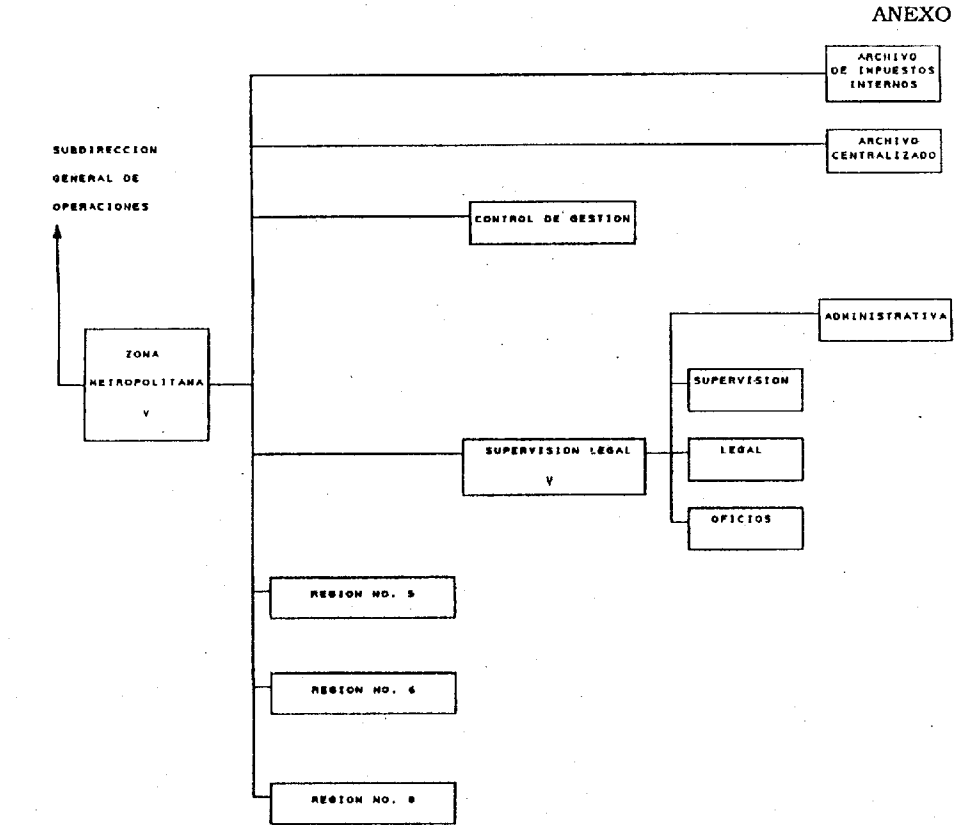 ANEXO
ARCHIVO
DE IMPUESTOS
INTERNOS
SUBDIRECCION
GENERAL DE
OPERACIONES
ARCHIVO
CENTRALIZADO
CONTROL DE GESTION
ADMINISTRATIVA
ZONA
METROPOLITANA
V
SUPERVISION
SUPERVISION LEGAL
V
LEGAL
OFICIOS
REGION NO. 5
REGION NO. 6
REGION NO. 8